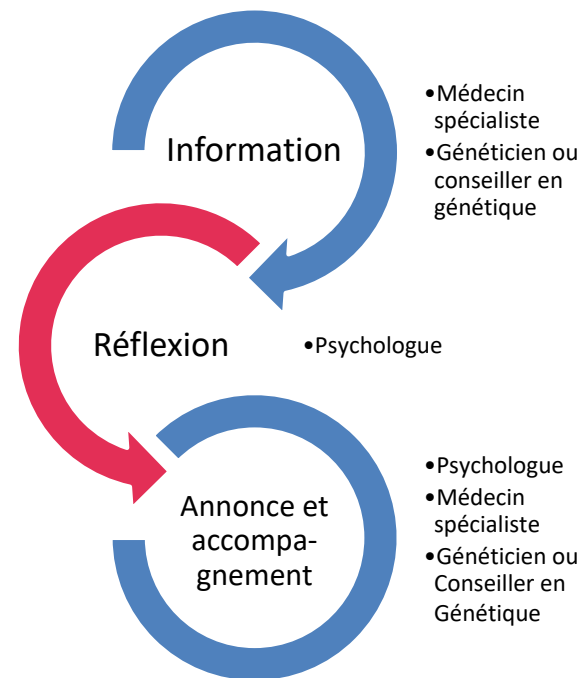 Information
•Médecin
spécialiste
•Généticien ou
conseiller en
génétique
Réflexion
•Psychologue
Annonce et
accompa-
gnement
•Psychologue
•Médecin
spécialiste
•Généticien ou
Conseiller en
Génétique